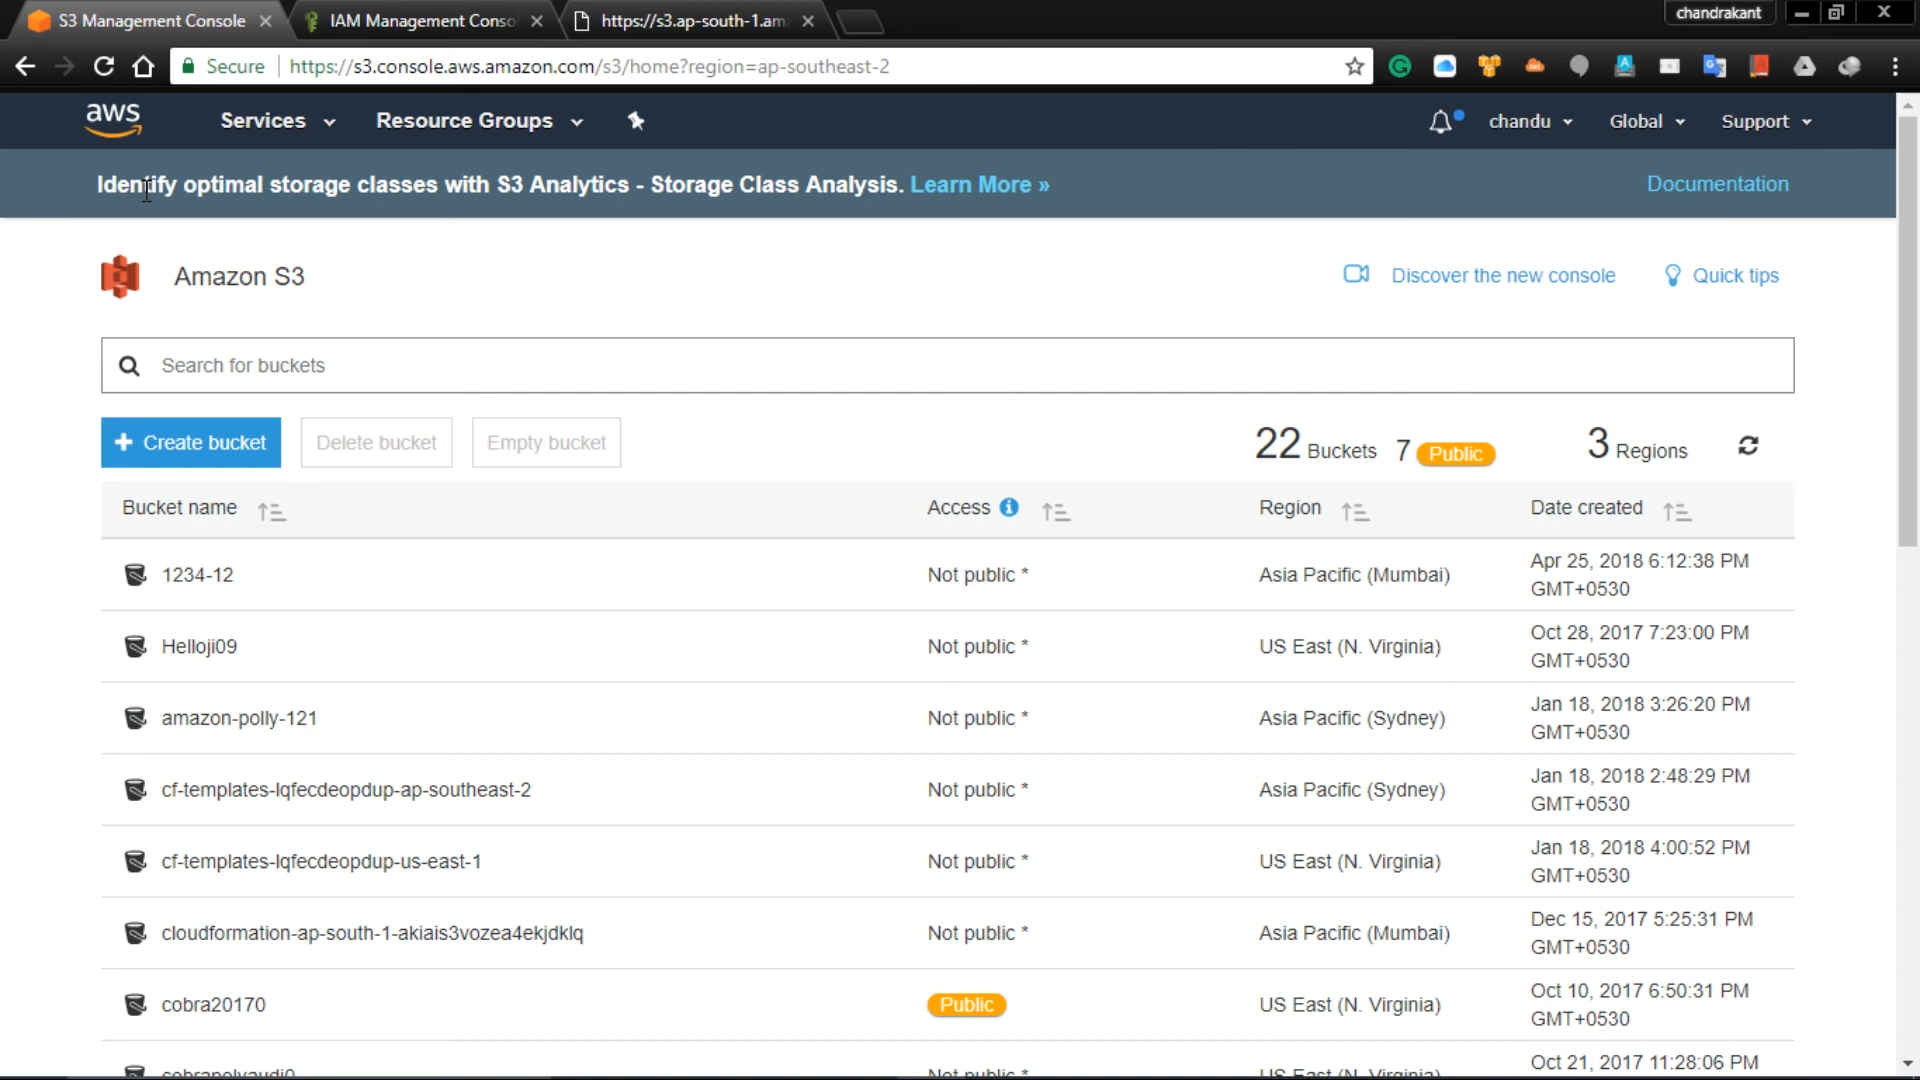 S3 Management Console
IAM Management Conso
https://s3.ap-south-1.am
chandrakant
Secure
https://s3.console.aws.amazon.com/s3/home?region=ap-southeast-2
aws
Services
Resource Groups
chandu
Global
Support
Identify optimal storage classes with S3 Analytics - Storage Class Analysis. Learn More »
Documentation
Amazon S3
Discover the new console
Quick tips
Search for buckets
Create bucket
Delete bucket
Empty bucket
22 Buckets
7 Public
3 Regions
Bucket name
Access
Region
Date created
1234-12
Not public *
Asia Pacific (Mumbai)
Apr 25, 2018 6:12:38 PM
GMT+0530
Helloji09
Not public *
US East (N. Virginia)
Oct 28, 2017 7:23:00 PM
GMT+0530
amazon-polly-121
Not public *
Asia Pacific (Sydney)
Jan 18, 2018 3:26:20 PM
GMT+0530
cf-templates-lqfecdeopdup-ap-southeast-2
Not public *
Asia Pacific (Sydney)
Jan 18, 2018 2:48:29 PM
GMT+0530
cf-templates-lqfecdeopdup-us-east-1
Not public *
US East (N. Virginia)
Jan 18, 2018 4:00:52 PM
GMT+0530
cloudformation-ap-south-1-akiais3vozea4ekjdklq
Not public *
Asia Pacific (Mumbai)
Dec 15, 2017 5:25:31 PM
GMT+0530
cobra20170
Public
US East (N. Virginia)
Oct 10, 2017 6:50:31 PM
GMT+0530
Not public *
US East (N. Virginia)
Oct 21, 2017 11:28:06 PM